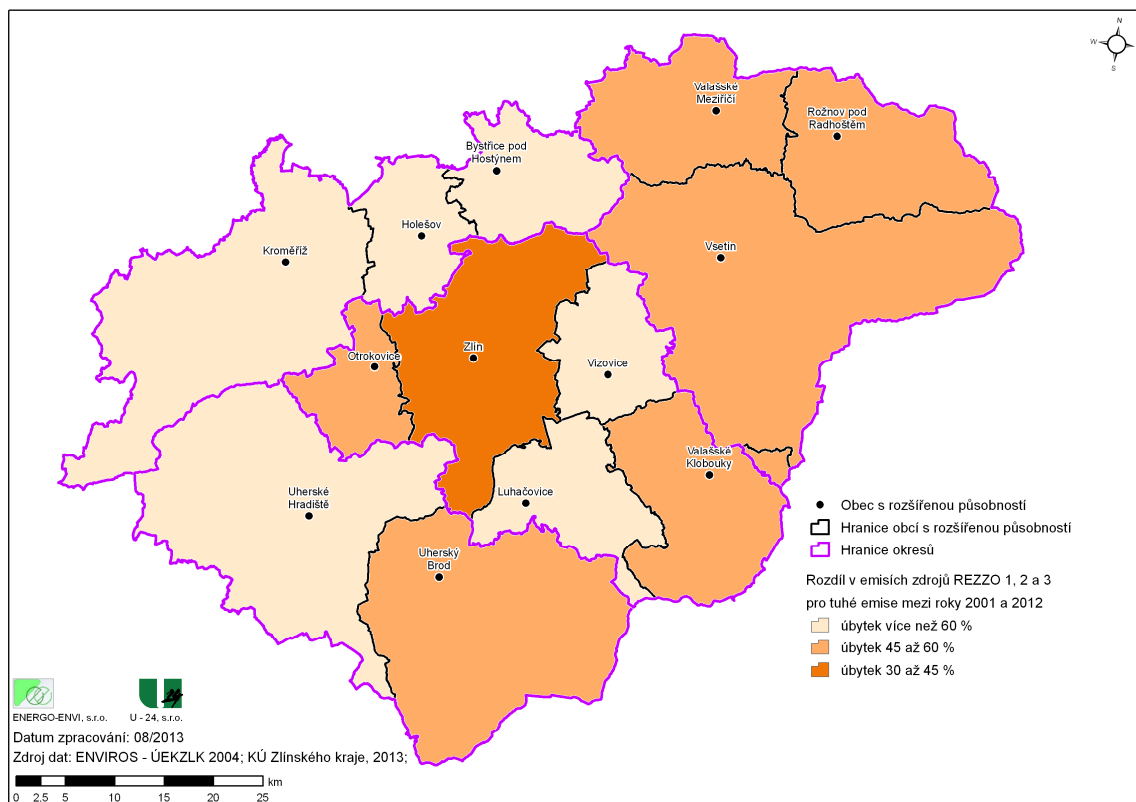 N
W
S
Valašské
Meziříčí
Rožnov pod
Radhoštěm
Bystřice pod
Hostýnem
Holešov
Kroměříž
Vsetin
Otrokovice
Zlín
Vizovice
Valašské
Klobouky
Uherské
Hradiště
Luhačovice
Uherský
Brod
Obec s rozšířenou působností
Hranice obcí s rozšířenou působností
Hranice okresů
Rozdíl v emisích zdrojů REZZO 1, 2 a 3
pro tuhé emise mezi roky 2001 a 2012
úbytek více než 60 %
úbytek 45 až 60 %
úbytek 30 až 45 %
ENERGO-ENVI, s.r.o. U - 24, s.r.o.
Datum zpracování: 08/2013
Zdroj dat: ENVIROS - ÚEKZLK 2004; KÚ Zlínského kraje, 2013;
km
0 2.5 5 10 15 20 25